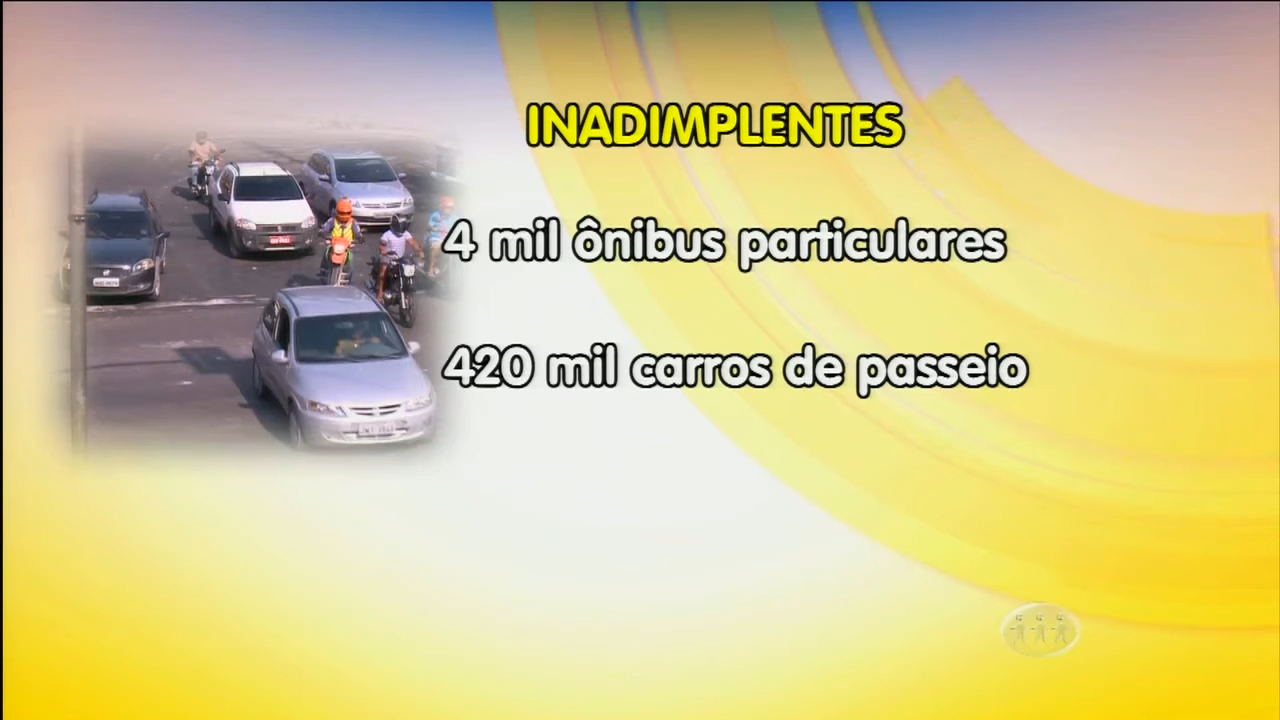 INADIMPLENTES
4 mil ônibus particulares
420 mil carros de passeio